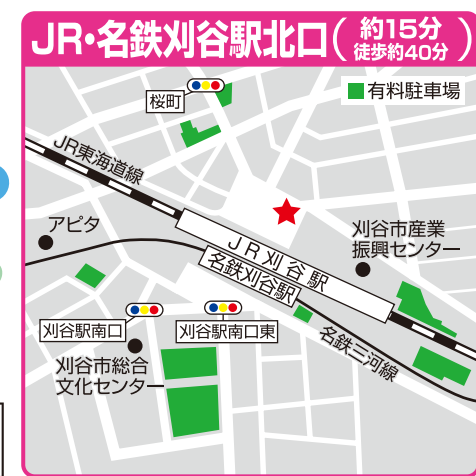 JR・名鉄刈谷駅北口(約15分
徒歩約40分)
桜町
有料駐車場
JR東海道線
アピタ
刈谷市産業
振興センター
JR刈谷駅
名鉄刈谷駅
刈谷駅南口
刈谷駅南口東
名鉄三河線
刈谷市総合
文化センター